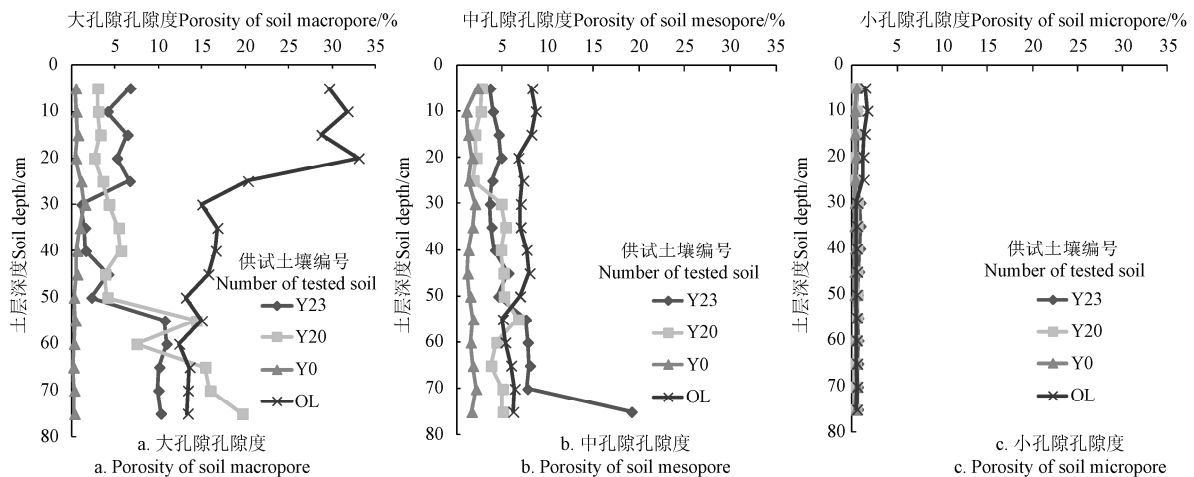 大孔隙孔隙度Porosity of soil macropore/%
5 10 15 20 25 30 35
0
10
20
30
40
50
60
70
80
土层深度Soil depth/cm
供试土壤编号
Number of tested soil
Y23
Y20
Y0
OL
a. 大孔隙孔隙度
a. Porosity of soil macropore
中孔隙孔隙度Porosity of soil mesopore/%
5 10 15 20 25 30 35
0
10
20
30
40
50
60
70
80
土层深度Soil depth/cm
供试土壤编号
Number of tested soil
Y23
Y20
Y0
OL
b. 中孔隙孔隙度
b. Porosity of soil mesopore
小孔隙孔隙度Porosity of soil micropore/%
5 10 15 20 25 30 35
0
10
20
30
40
50
60
70
80
土层深度Soil depth/cm
供试土壤编号
Number of tested soil
Y23
Y20
Y0
OL
c. 小孔隙孔隙度
c. Porosity of soil micropore